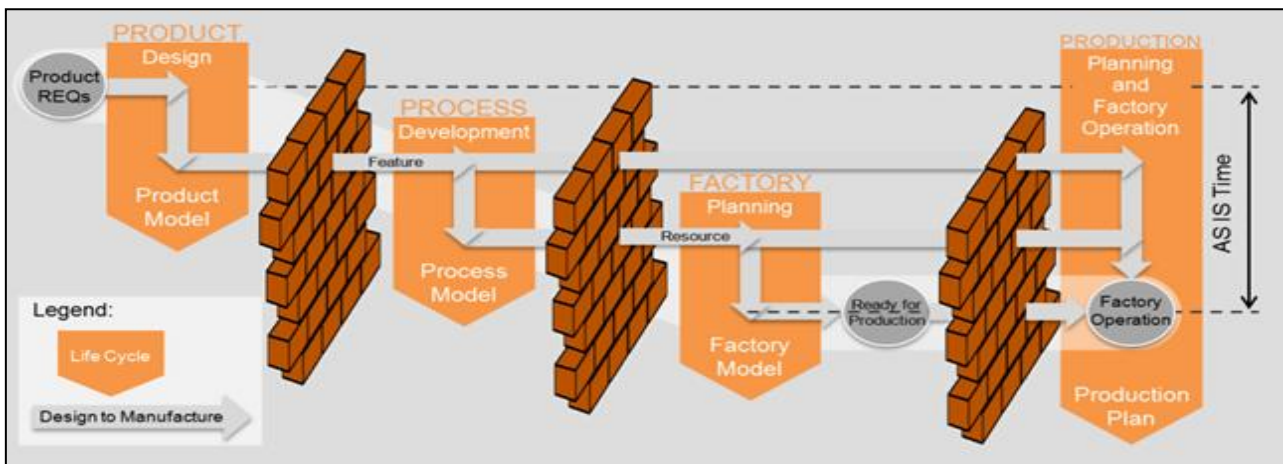 PRODUCT
Design
Product
REQs
Product
Model
PROCESS
Development
Feature
Process
Model
FACTORY
Planning
Resource
Factory
Model
Ready for
Production
PRODUCTION
Planning
and
Factory
Operation
Factory
Operation
Production
Plan
AS IS Time
Legend:
Life Cycle
Design to Manufacture